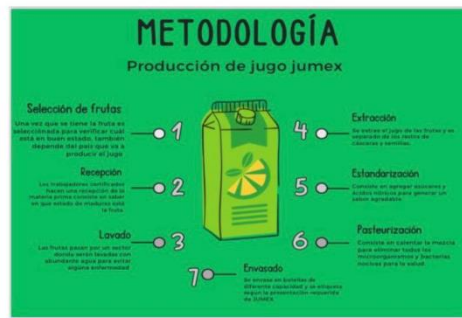 METODOLOGÍA
Producción de jugo jumex
Selección de frutas
1
Una vez que se tiene la fruta es
seleccionada para verificar cuál
está en buen estado, también
depende del país que va a
producir el jugo
Recepción
2
Los trabajadores certificados
hacen una recepción de la
materia prima consiste en saber
en que estado de madurez está
la fruta.
Lavado
3
Las frutas pasan por un sector
donde serán lavadas con
abundante agua para evitar
alguna enfermedad
4
Extracción
Se extrae el jugo de las frutas y es
separado de los restos de
cáscaras y semillas.
5
Estandarización
Consiste en agregar azúcares y
ácidos cítricos para generar un
sabor agradable.
6
Pasteurización
Consiste en calentar la mezcla
para eliminar todos los
microorganismos y bacterias
nocivas para la salud.
7
Envasado
Se envasa en botellas de
diferente capacidad y se etiqueta
según la presentación requerida
de JUMEX